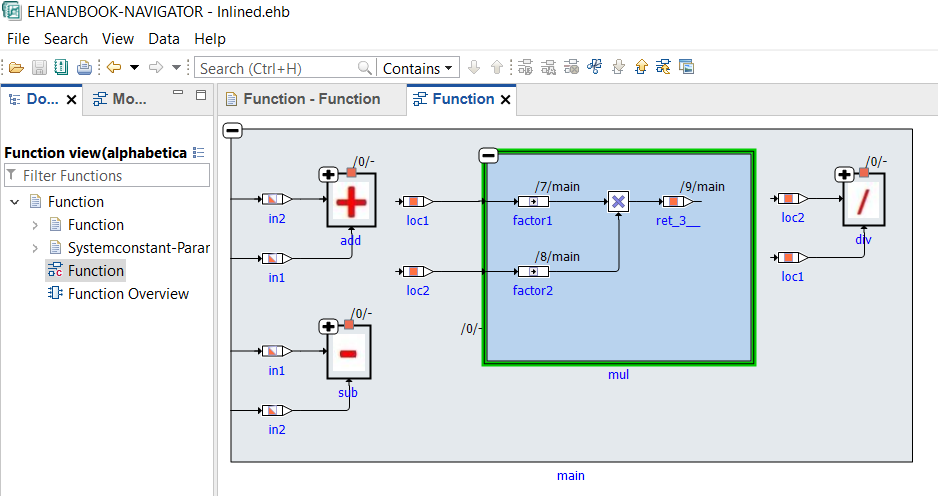 EHANDBOOK-NAVIGATOR - Inlined.ehb
File Search View Data Help
Search (Ctrl+H) Contains
Do... Mo... Function - Function Function
Function view(alphabetica
Filter Functions
Function
Function
Systemconstant-Parar
Function
Function Overview
/0/- /7/main /9/main /0/-
in2 loc1 factor1 ret_3__ loc2
add div
in1 /8/main loc1
loc2 factor2
/0/- /0/-
in1 mul
sub
in2
main